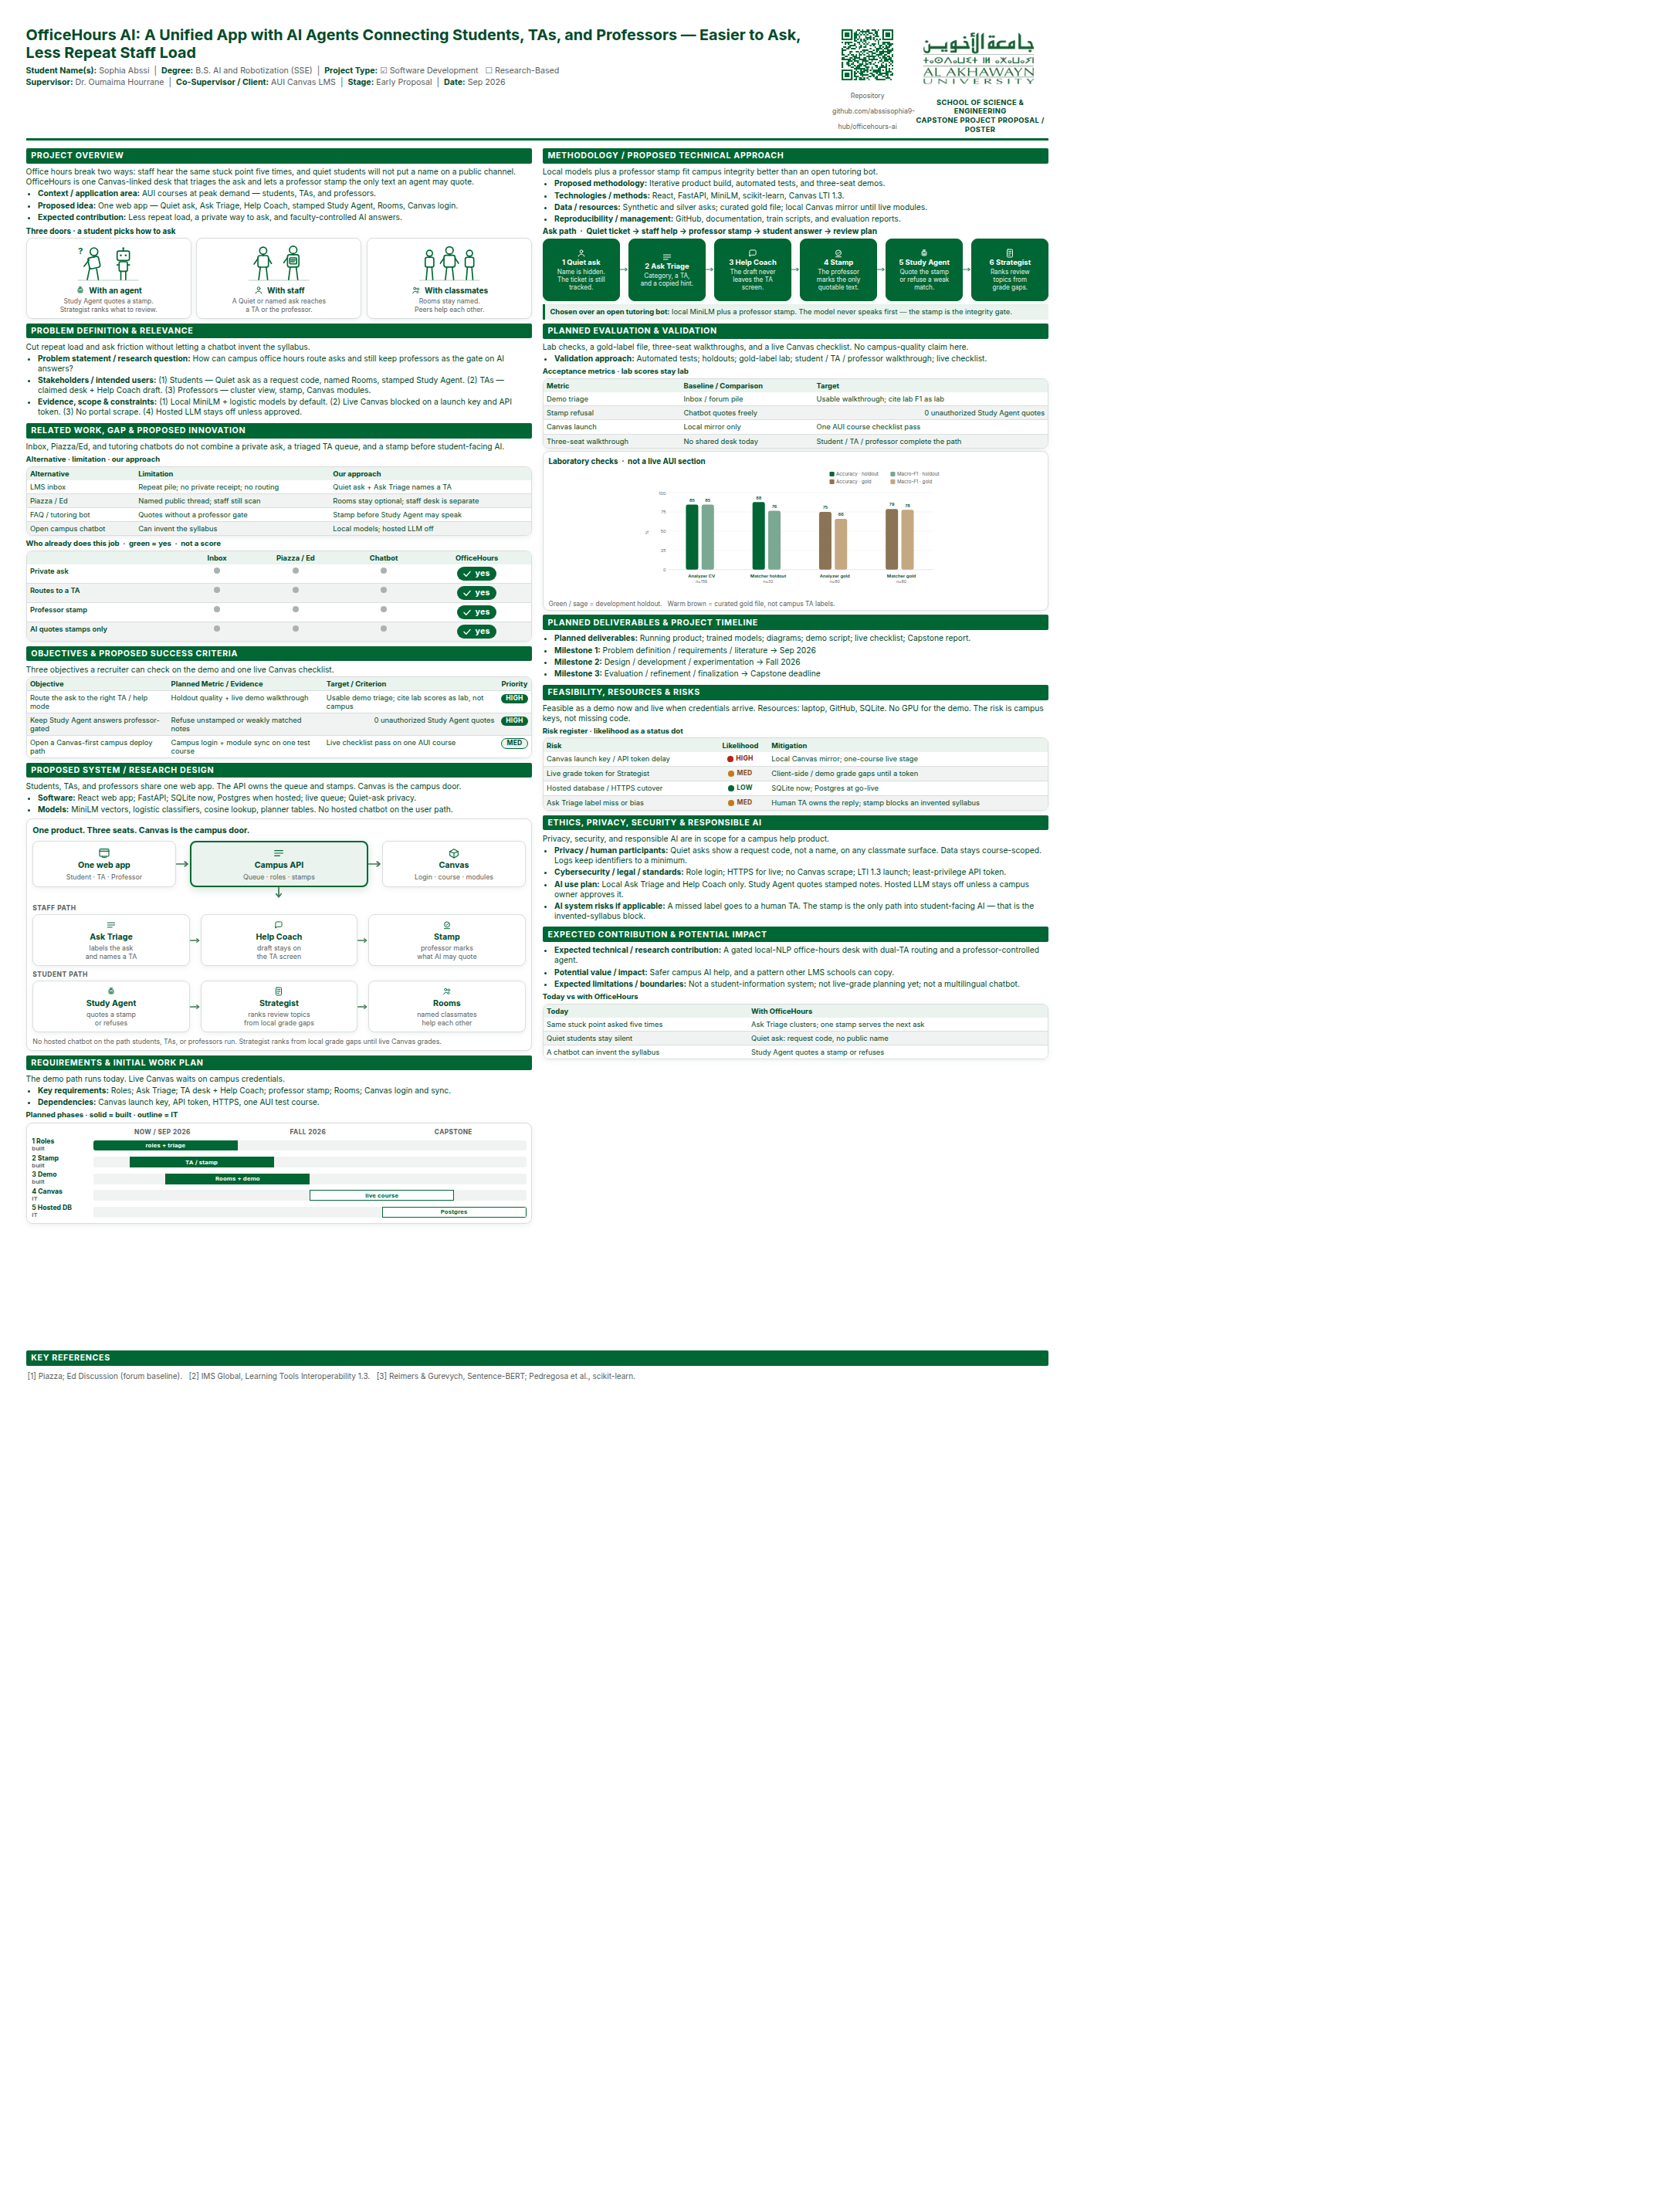 OfficeHours AI: A Unified App with AI Agents Connecting Students, TAs, and Professors — Easier to Ask,
Less Repeat Staff Load
Student Name(s): Sophia Abssi | Degree: B.S. AI and Robotization (SSE) | Project Type: ☑ Software Development ☐ Research-Based
Supervisor: Dr. Oumaima Hourrane | Co-Supervisor / Client: AUI Canvas LMS | Stage: Early Proposal | Date: Sep 2026
Repository
github.com/abssisophia9-
hub/officehours-ai
جامعة الأخوين
AL AKHAWAYN
UNIVERSITY
SCHOOL OF SCIENCE &
ENGINEERING
CAPSTONE PROJECT PROPOSAL /
POSTER
PROJECT OVERVIEW
Office hours break two ways: staff hear the same stuck point five times, and quiet students will not put a name on a public channel.
OfficeHours is one Canvas-linked desk that triages the ask and lets a professor stamp the only text an agent may quote.
• Context / application area: AUI courses at peak demand — students, TAs, and professors.
• Proposed idea: One web app — Quiet ask, Ask Triage, Help Coach, stamped Study Agent, Rooms, Canvas login.
• Expected contribution: Less repeat load, a private way to ask, and faculty-controlled AI answers.
Three doors · a student picks how to ask
?
With an agent
Study Agent quotes a stamp.
Strategist ranks what to review.
With staff
A Quiet or named ask reaches
a TA or the professor.
With classmates
Rooms stay named.
Peers help each other.
PROBLEM DEFINITION & RELEVANCE
Cut repeat load and ask friction without letting a chatbot invent the syllabus.
• Problem statement / research question: How can campus office hours route asks and still keep professors as the gate on AI
answers?
• Stakeholders / intended users: (1) Students — Quiet ask as a request code, named Rooms, stamped Study Agent. (2) TAs —
claimed desk + Help Coach draft. (3) Professors — cluster view, stamp, Canvas modules.
• Evidence, scope & constraints: (1) Local MiniLM + logistic models by default. (2) Live Canvas blocked on a launch key and API
token. (3) No portal scrape. (4) Hosted LLM stays off unless approved.
RELATED WORK, GAP & PROPOSED INNOVATION
Inbox, Piazza/Ed, and tutoring chatbots do not combine a private ask, a triaged TA queue, and a stamp before student-facing AI.
Alternative · limitation · our approach
Alternative Limitation Our approach
LMS inbox Repeat pile; no private receipt; no routing Quiet ask + Ask Triage names a TA
Piazza / Ed Named public thread; staff still scan Rooms stay optional; staff desk is separate
FAQ / tutoring bot Quotes without a professor gate Stamp before Study Agent may speak
Open campus chatbot Can invent the syllabus Local models; hosted LLM off
Who already does this job · green = yes · not a score
Inbox Piazza / Ed Chatbot OfficeHours
Private ask yes
Routes to a TA yes
Professor stamp yes
AI quotes stamps only yes
OBJECTIVES & PROPOSED SUCCESS CRITERIA
Three objectives a recruiter can check on the demo and one live Canvas checklist.
Objective Planned Metric / Evidence Target / Criterion Priority
Route the ask to the right TA / help Holdout quality + live demo walkthrough Usable demo triage; cite lab scores as lab, not HIGH
mode campus
Keep Study Agent answers professor- Refuse unstamped or weakly matched 0 unauthorized Study Agent quotes HIGH
gated notes
Open a Canvas-first campus deploy Campus login + module sync on one test Live checklist pass on one AUI course MED
path course
PROPOSED SYSTEM / RESEARCH DESIGN
Students, TAs, and professors share one web app. The API owns the queue and stamps. Canvas is the campus door.
• Software: React web app; FastAPI; SQLite now, Postgres when hosted; live queue; Quiet-ask privacy.
• Models: MiniLM vectors, logistic classifiers, cosine lookup, planner tables. No hosted chatbot on the user path.
One product. Three seats. Canvas is the campus door.
One web app
Student · TA · Professor
Campus API
Queue · roles · stamps
Canvas
Login · course · modules
STAFF PATH
Ask Triage
labels the ask
and names a TA
Help Coach
draft stays on
the TA screen
Stamp
professor marks
what AI may quote
STUDENT PATH
Study Agent
quotes a stamp
or refuses
Strategist
ranks review topics
from local grade gaps
Rooms
named classmates
help each other
No hosted chatbot on the path students, TAs, or professors run. Strategist ranks from local grade gaps until live Canvas grades.
REQUIREMENTS & INITIAL WORK PLAN
The demo path runs today. Live Canvas waits on campus credentials.
• Key requirements: Roles; Ask Triage; TA desk + Help Coach; professor stamp; Rooms; Canvas login and sync.
• Dependencies: Canvas launch key, API token, HTTPS, one AUI test course.
Planned phases · solid = built · outline = IT
NOW / SEP 2026 FALL 2026 CAPSTONE
1 Roles
built
roles + triage
2 Stamp
built
TA / stamp
3 Demo
built
Rooms + demo
4 Canvas
IT
live course
5 Hosted DB
IT
Postgres
METHODOLOGY / PROPOSED TECHNICAL APPROACH
Local models plus a professor stamp fit campus integrity better than an open tutoring bot.
• Proposed methodology: Iterative product build, automated tests, and three-seat demos.
• Technologies / methods: React, FastAPI, MiniLM, scikit-learn, Canvas LTI 1.3.
• Data / resources: Synthetic and silver asks; curated gold file; local Canvas mirror until live modules.
• Reproducibility / management: GitHub, documentation, train scripts, and evaluation reports.
Ask path · Quiet ticket → staff help → professor stamp → student answer → review plan
1 Quiet ask
Name is hidden.
The ticket is still
tracked.
2 Ask Triage
Category, a TA,
and a copied hint.
3 Help Coach
The draft never
leaves the TA
screen.
4 Stamp
The professor
marks the only
quotable text.
5 Study Agent
Quote the stamp
or refuse a weak
match.
6 Strategist
Ranks review
topics from
grade gaps.
Chosen over an open tutoring bot: local MiniLM plus a professor stamp. The model never speaks first — the stamp is the integrity gate.
PLANNED EVALUATION & VALIDATION
Lab checks, a gold-label file, three-seat walkthroughs, and a live Canvas checklist. No campus-quality claim here.
• Validation approach: Automated tests; holdouts; gold-label lab; student / TA / professor walkthrough; live checklist.
Acceptance metrics · lab scores stay lab
Metric Baseline / Comparison Target
Demo triage Inbox / forum pile Usable walkthrough; cite lab F1 as lab
Stamp refusal Chatbot quotes freely 0 unauthorized Study Agent quotes
Canvas launch Local mirror only One AUI course checklist pass
Three-seat walkthrough No shared desk today Student / TA / professor complete the path
Laboratory checks · not a live AUI section
Accuracy · holdout Macro-F1 · holdout
Accuracy · gold Macro-F1 · gold
100
75
50
25
0
%
85 85 88 76 75 66 79 78
Analyzer CV Matcher holdout Analyzer gold Matcher gold
Green / sage = development holdout. Warm brown = curated gold file, not campus TA labels.
PLANNED DELIVERABLES & PROJECT TIMELINE
• Planned deliverables: Running product; trained models; diagrams; demo script; live checklist; Capstone report.
• Milestone 1: Problem definition / requirements / literature → Sep 2026
• Milestone 2: Design / development / experimentation → Fall 2026
• Milestone 3: Evaluation / refinement / finalization → Capstone deadline
FEASIBILITY, RESOURCES & RISKS
Feasible as a demo now and live when credentials arrive. Resources: laptop, GitHub, SQLite. No GPU for the demo. The risk is campus
keys, not missing code.
Risk register · likelihood as a status dot
Risk Likelihood Mitigation
Canvas launch key / API token delay HIGH Local Canvas mirror; one-course live stage
Live grade token for Strategist MED Client-side / demo grade gaps until a token
Hosted database / HTTPS cutover LOW SQLite now; Postgres at go-live
Ask Triage label miss or bias MED Human TA owns the reply; stamp blocks an invented syllabus
ETHICS, PRIVACY, SECURITY & RESPONSIBLE AI
Privacy, security, and responsible AI are in scope for a campus help product.
• Privacy / human participants: Quiet asks show a request code, not a name, on any classmate surface. Data stays course-scoped.
Logs keep identifiers to a minimum.
• Cybersecurity / legal / standards: Role login; HTTPS for live; no Canvas scrape; LTI 1.3 launch; least-privilege API token.
• AI use plan: Local Ask Triage and Help Coach only. Study Agent quotes stamped notes. Hosted LLM stays off unless a campus
owner approves it.
• AI system risks if applicable: A missed label goes to a human TA. The stamp is the only path into student-facing AI — that is the
invented-syllabus block.
EXPECTED CONTRIBUTION & POTENTIAL IMPACT
• Expected technical / research contribution: A gated local-NLP office-hours desk with dual-TA routing and a professor-controlled
agent.
• Potential value / impact: Safer campus AI help, and a pattern other LMS schools can copy.
• Expected limitations / boundaries: Not a student-information system; not live-grade planning yet; not a multilingual chatbot.
Today vs with OfficeHours
Today With OfficeHours
Same stuck point asked five times Ask Triage clusters; one stamp serves the next ask
Quiet students stay silent Quiet ask: request code, no public name
A chatbot can invent the syllabus Study Agent quotes a stamp or refuses
KEY REFERENCES
[1] Piazza; Ed Discussion (forum baseline). [2] IMS Global, Learning Tools Interoperability 1.3. [3] Reimers & Gurevych, Sentence-BERT; Pedregosa et al., scikit-learn.